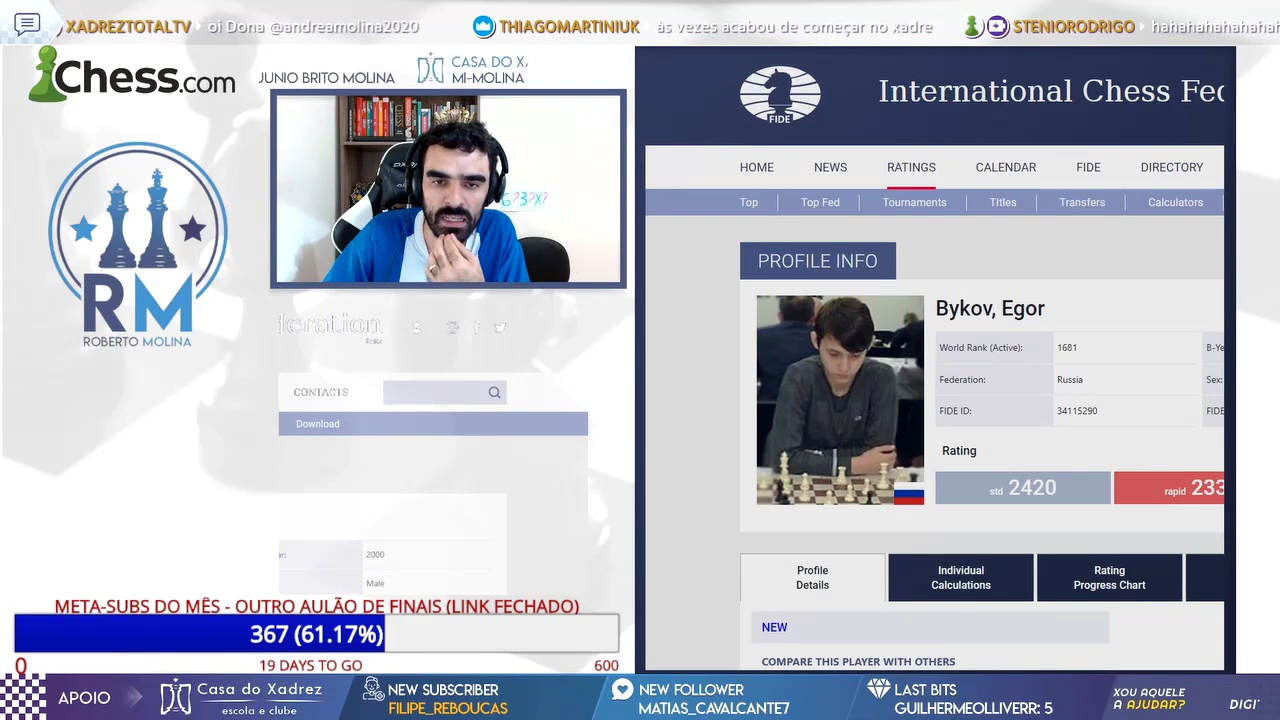 XADREZTOTALTV oi Dona @andreamolina2020
THIAGOMARTINIUK às vezes acabou de começar no xadre
STENIORODRIGO hahahahahahahar
Chess.com
JUNIO BRITO MOLINA
CASA DO XA
MI-MOLINA
RM
ROBERTO MOLINA
CONTACTS
Download
2000
Male
FIDE
International Chess Fed
HOME NEWS RATINGS CALENDAR FIDE DIRECTORY
Top Top Fed Tournaments Titles Transfers Calculators
PROFILE INFO
Bykov, Egor
World Rank (Active): 1681 B-Ye
Federation: Russia Sex:
FIDE ID: 34115290 FIDE
Rating
std 2420 rapid 233
Profile Details
Individual Calculations
Rating Progress Chart
NEW
COMPARE THIS PLAYER WITH OTHERS
META-SUBS DO MÊS - OUTRO AULÃO DE FINAIS (LINK FECHADO)
367 (61.17%)
0 19 DAYS TO GO 600
APOIO
Casa do Xadrez
escola e clube
NEW SUBSCRIBER
FILIPE_REBOUCAS
NEW FOLLOWER
MATIAS_CAVALCANTE7
LAST BITS
GUILHERMEOLLIVERR: 5
XOU AQUELE
A AJUDAR?
DIGI